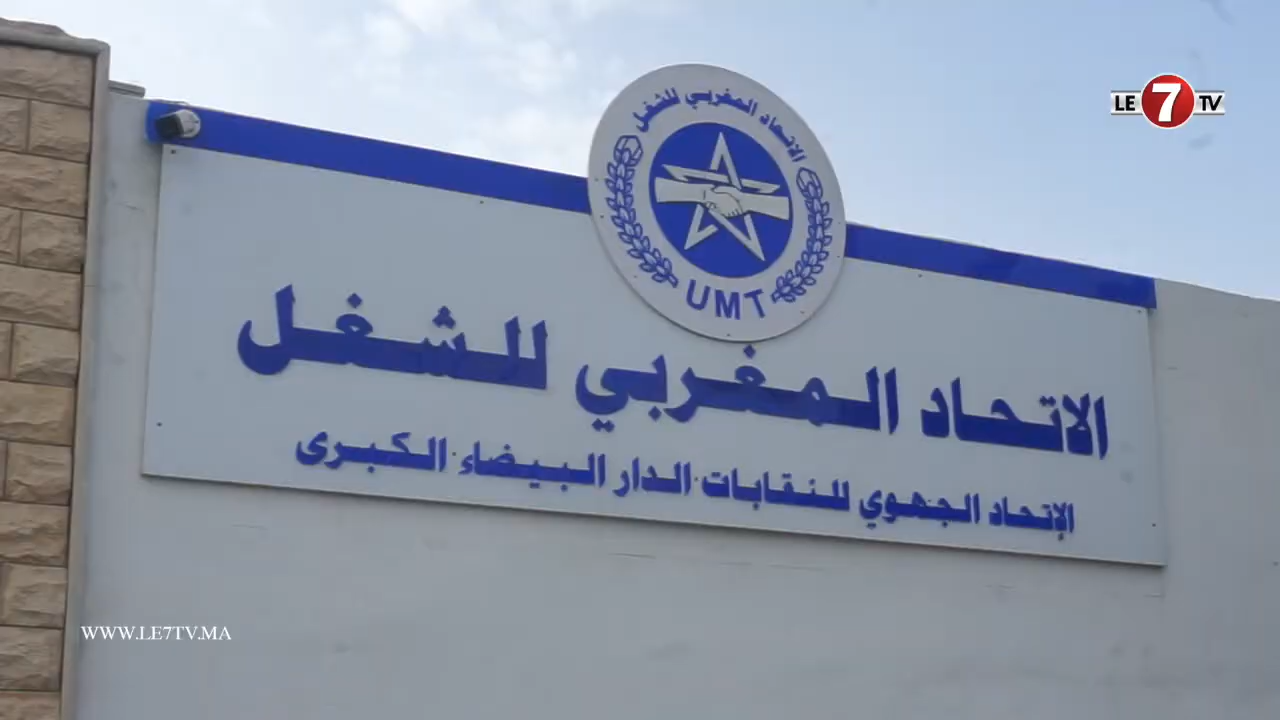 LE 7 TV
الاتحاد المغربي للشغل
UMT
الاتحاد المغربي للشغل
الإتحاد الجهوي للنقابات الدار البيضاء الكبرى
WWW.LE7TV.MA